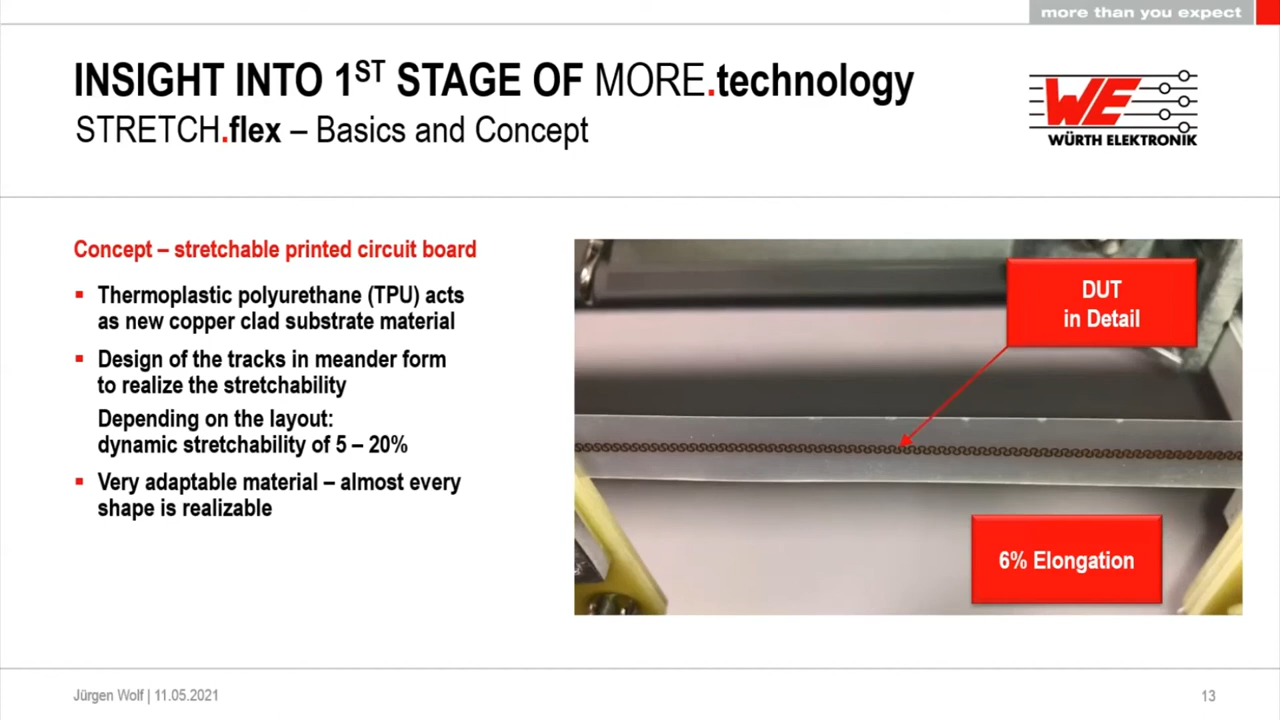 more than you expect
INSIGHT INTO 1ST STAGE OF MORE.technology
STRETCH.flex – Basics and Concept
WE
WÜRTH ELEKTRONIK
Concept – stretchable printed circuit board
▪ Thermoplastic polyurethane (TPU) acts
as new copper clad substrate material
▪ Design of the tracks in meander form
to realize the stretchability
Depending on the layout:
dynamic stretchability of 5 – 20%
▪ Very adaptable material – almost every
shape is realizable
DUT
in Detail
6% Elongation
Jürgen Wolf | 11.05.2021
13